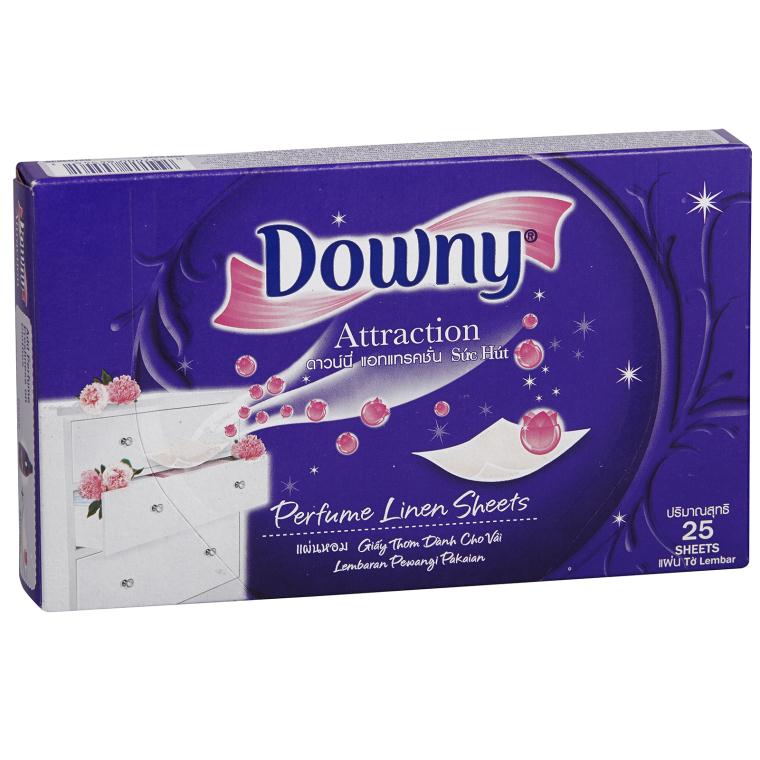 Downy®
Attraction
ดาวน์นี่ แอทแทรคชั่น Sức Hút
Perfume Linen Sheets
แผ่นหอม Giấy Thơm Dành Cho Vải
Lembaran Pewangi Pakaian
ปริมาณสุทธิ
25
SHEETS
แผ่น Tờ Lembar